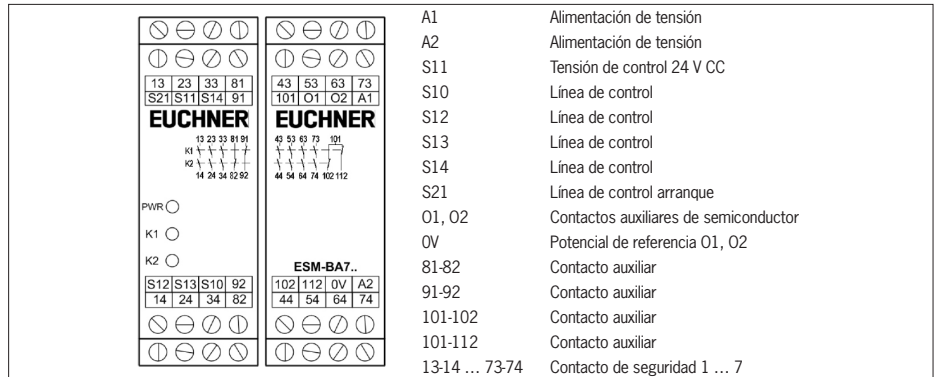 13 23 33 81
S21 S11 S14 91
EUCHNER
13 23 33 81 91
K1
K2
14 24 34 82 92
PWR
K1
K2
S12 S13 S10 92
14 24 34 82
43 53 63 73
101 O1 O2 A1
EUCHNER
43 53 63 73 101
44 54 64 74 102 112
ESM-BA7..
102 112 0V A2
44 54 64 74
A1 Alimentación de tensión
A2 Alimentación de tensión
S11 Tensión de control 24 V CC
S10 Línea de control
S12 Línea de control
S13 Línea de control
S14 Línea de control
S21 Línea de control arranque
O1, O2 Contactos auxiliares de semiconductor
0V Potencial de referencia O1, O2
81-82 Contacto auxiliar
91-92 Contacto auxiliar
101-102 Contacto auxiliar
101-112 Contacto auxiliar
13-14 … 73-74 Contacto de seguridad 1 … 7